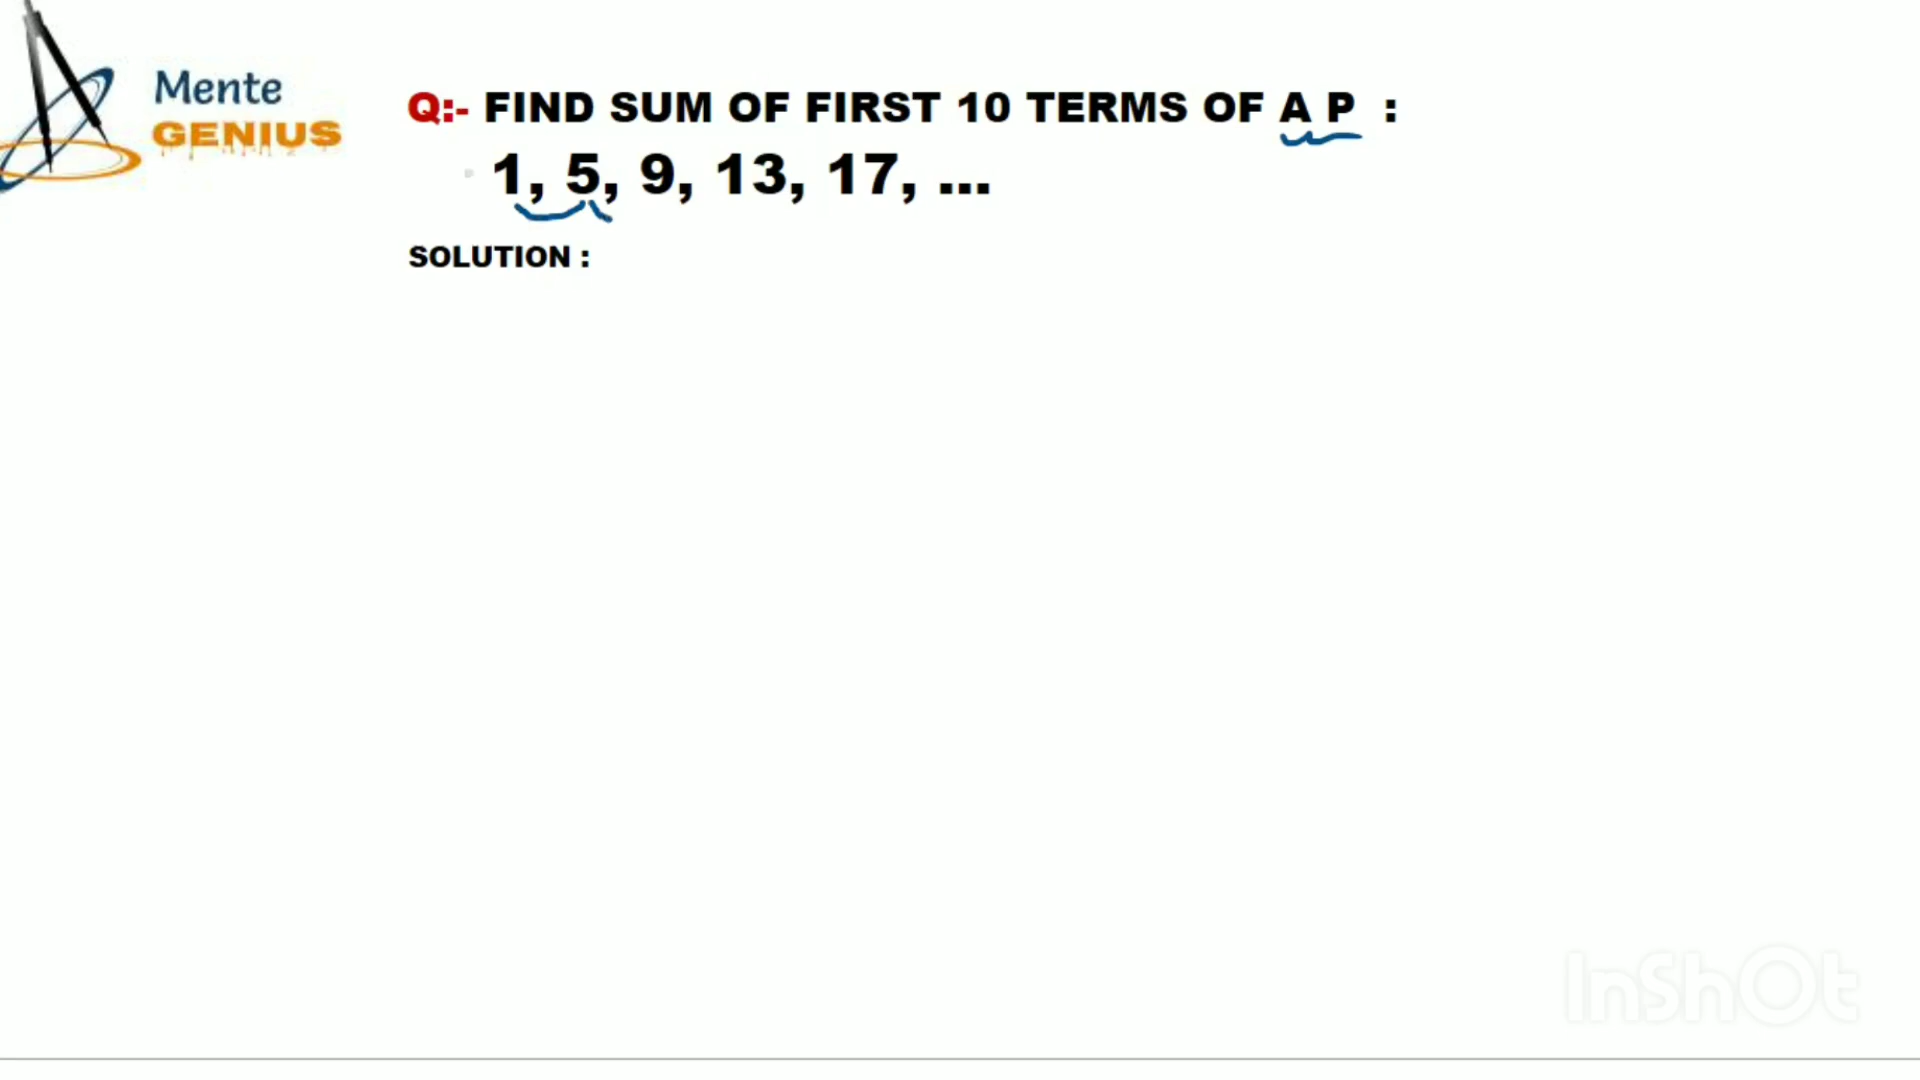 Mente
GENIUS
Q:- FIND SUM OF FIRST 10 TERMS OF A P :
1, 5, 9, 13, 17, ...
SOLUTION :
InShOt